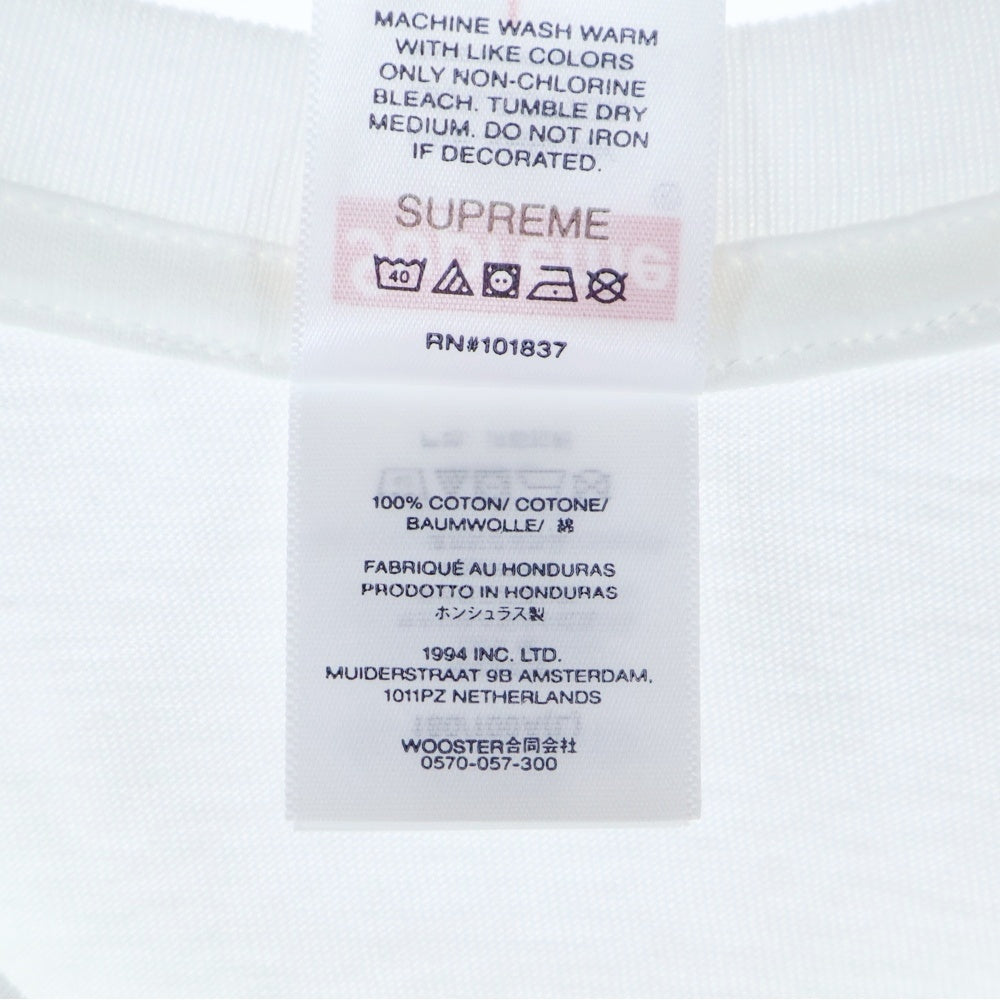 MACHINE WASH WARM
WITH LIKE COLORS
ONLY NON-CHLORINE
BLEACH. TUMBLE DRY
MEDIUM. DO NOT IRON
IF DECORATED.
®
SUPREME
40
RN#101837
100% COTON/ COTONE/
BAUMWOLLE/ 綿
FABRIQUÉ AU HONDURAS
PRODOTTO IN HONDURAS
ホンジュラス製
1994 INC. LTD.
MUIDERSTRAAT 9B AMSTERDAM,
1011PZ NETHERLANDS
WOOSTER合同会社
0570-057-300